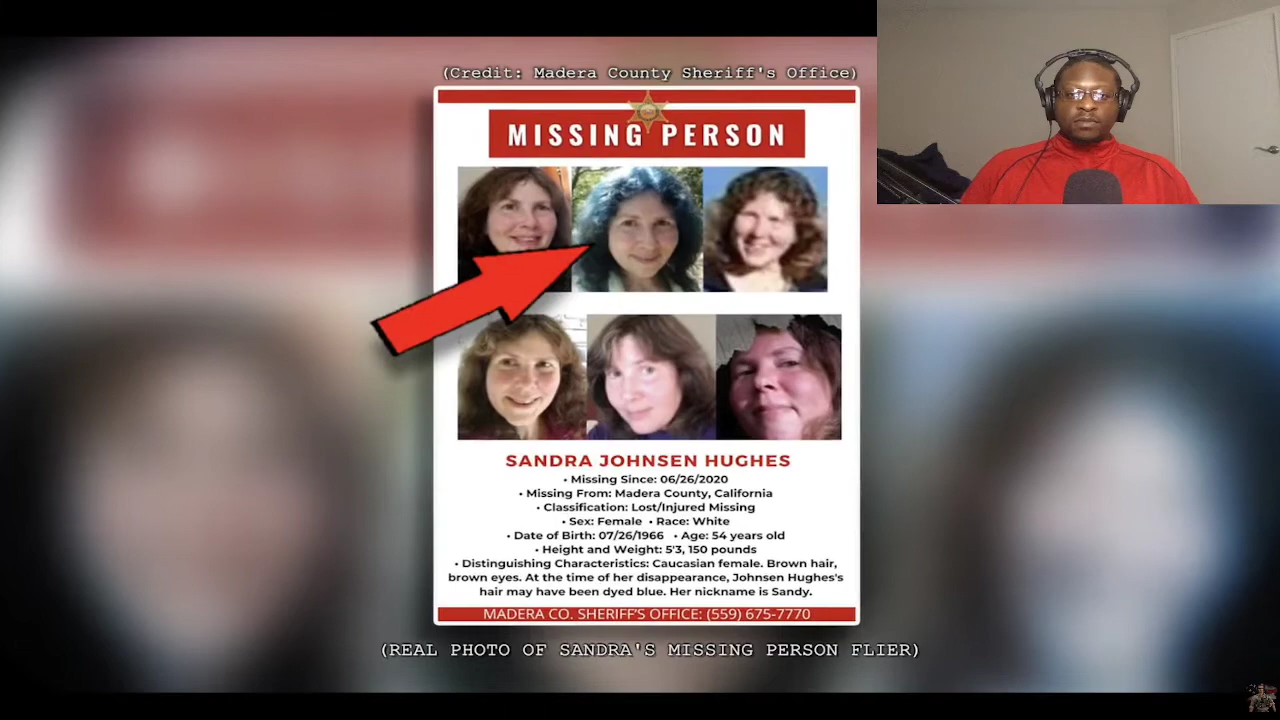 (Credit: Madera County Sheriff's Office)
MISSING PERSON
SANDRA JOHNSEN HUGHES
• Missing Since: 06/26/2020
• Missing From: Madera County, California
• Classification: Lost/Injured Missing
• Sex: Female • Race: White
• Date of Birth: 07/26/1966 • Age: 54 years old
• Height and Weight: 5'3, 150 pounds
• Distinguishing Characteristics: Caucasian female. Brown hair,
brown eyes. At the time of her disappearance, Johnsen Hughes's
hair may have been dyed blue. Her nickname is Sandy.
MADERA CO. SHERIFF'S OFFICE: (559) 675-7770
(REAL PHOTO OF SANDRA'S MISSING PERSON FLIER)